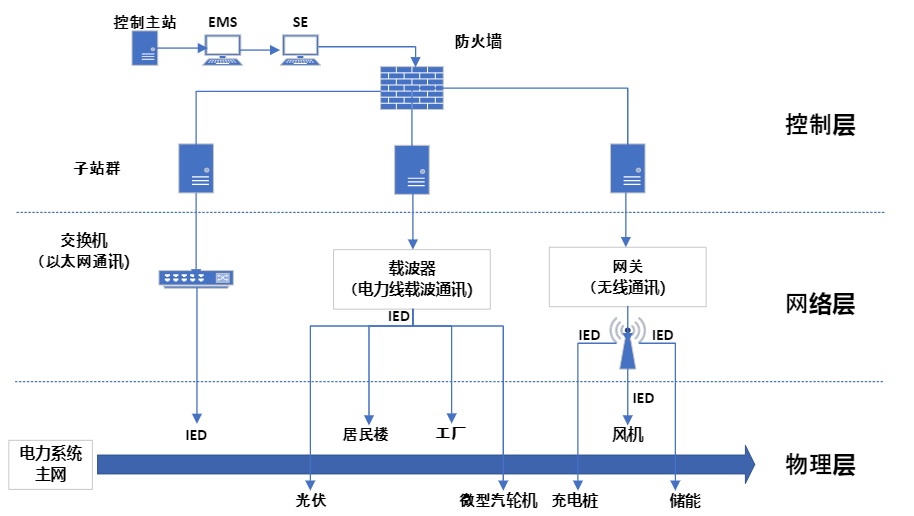 控制主站
EMS
SE
防火墙
控制层
子站群
交换机
（以太网通讯）
载波器
（电力线载波通讯）
网关
（无线通讯）
网络层
IED
IED
IED
IED
IED
居民楼
工厂
风机
电力系统
主网
物理层
光伏
微型汽轮机
充电桩
储能